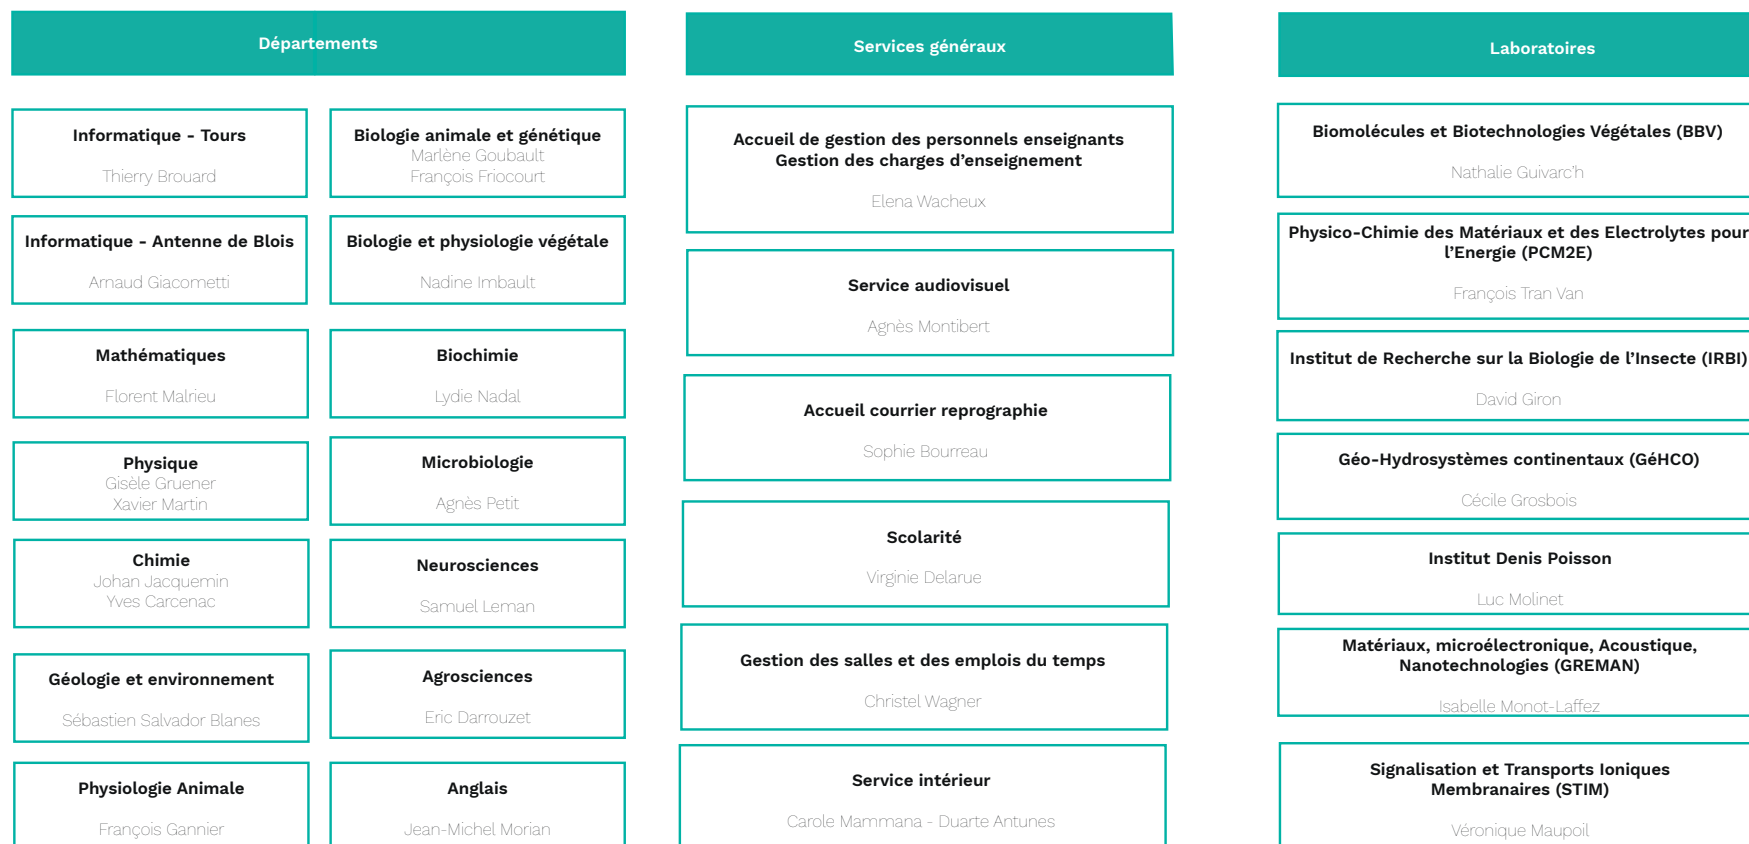 Départements
Informatique - Tours
Thierry Brouard
Informatique - Antenne de Blois
Arnaud Giacometti
Mathématiques
Florent Malrieu
Physique
Gisèle Gruener
Xavier Martin
Chimie
Johan Jacquemin
Yves Carcenac
Géologie et environnement
Sébastien Salvador Blanes
Physiologie Animale
François Gannier
Biologie animale et génétique
Marlène Goubault
François Friocourt
Biologie et physiologie végétale
Nadine Imbault
Biochimie
Lydie Nadal
Microbiologie
Agnès Petit
Neurosciences
Samuel Leman
Agrosciences
Eric Darrouzet
Anglais
Jean-Michel Morian
Services généraux
Accueil de gestion des personnels enseignants
Gestion des charges d’enseignement
Elena Wacheux
Service audiovisuel
Agnès Montibert
Accueil courrier reprographie
Sophie Bourreau
Scolarité
Virginie Delarue
Gestion des salles et des emplois du temps
Christel Wagner
Service intérieur
Carole Mammana - Duarte Antunes
Laboratoires
Biomolécules et Biotechnologies Végétales (BBV)
Nathalie Guivarc’h
Physico-Chimie des Matériaux et des Electrolytes pour
l’Energie (PCM2E)
François Tran Van
Institut de Recherche sur la Biologie de l’Insecte (IRBI)
David Giron
Géo-Hydrosystèmes continentaux (GéHCO)
Cécile Grosbois
Institut Denis Poisson
Luc Molinet
Matériaux, microélectronique, Acoustique,
Nanotechnologies (GREMAN)
Isabelle Monot-Laffez
Signalisation et Transports Ioniques
Membranaires (STIM)
Véronique Maupoil